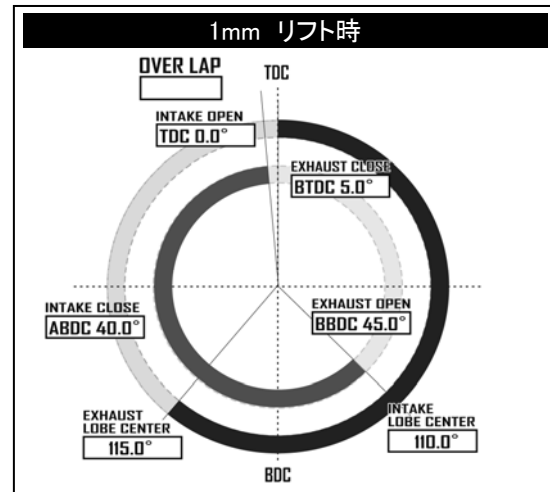 1mm リフト時
OVER LAP
TDC
INTAKE OPEN
TDC 0.0°
EXHAUST CLOSE
BTDC 5.0°
INTAKE CLOSE
ABDC 40.0°
EXHAUST OPEN
BBDC 45.0°
EXHAUST
LOBE CENTER
115.0°
INTAKE
LOBE CENTER
110.0°
BDC